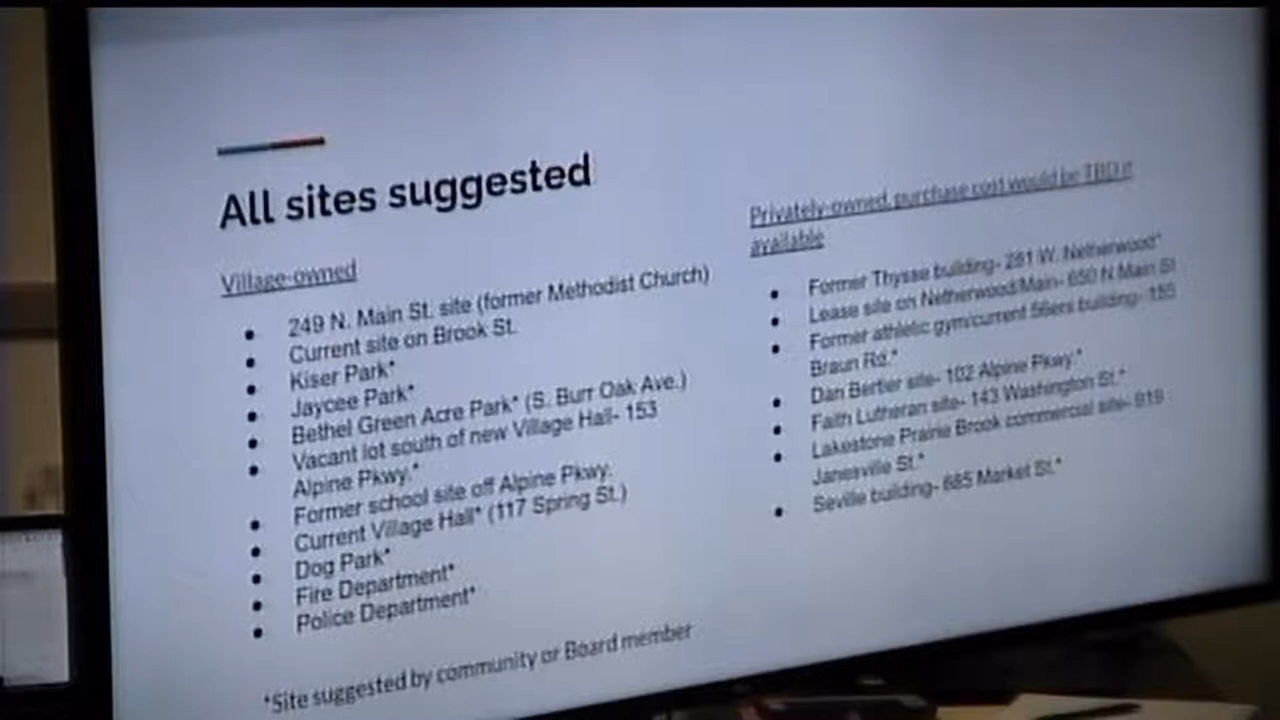 All sites suggested
Village-owned
249 N. Main St. site (former Methodist Church)
Current site on Brook St.
Kiser Park*
Jaycee Park*
Bethel Green Acre Park* (S. Burr Oak Ave.)
Vacant lot south of new Village Hall- 153
Alpine Pkwy.*
Former school site off Alpine Pkwy.
Current Village Hall* (117 Spring St.)
Dog Park*
Fire Department*
Police Department*
*Site suggested by community or Board member
Privately-owned, purchase cost would be TBD if
available
Former Thysse building- 281 W. Netherwood*
Lease site on Netherwood/Main- 650 N Main St
Former athletic gym/current 56ers building- 155
Braun Rd.*
Dan Bertler site- 102 Alpine Pkwy.*
Faith Lutheran site- 143 Washington St.*
Lakestone Prairie Brook commercial site- 819
Janesville St.*
Seville building- 685 Market St.*